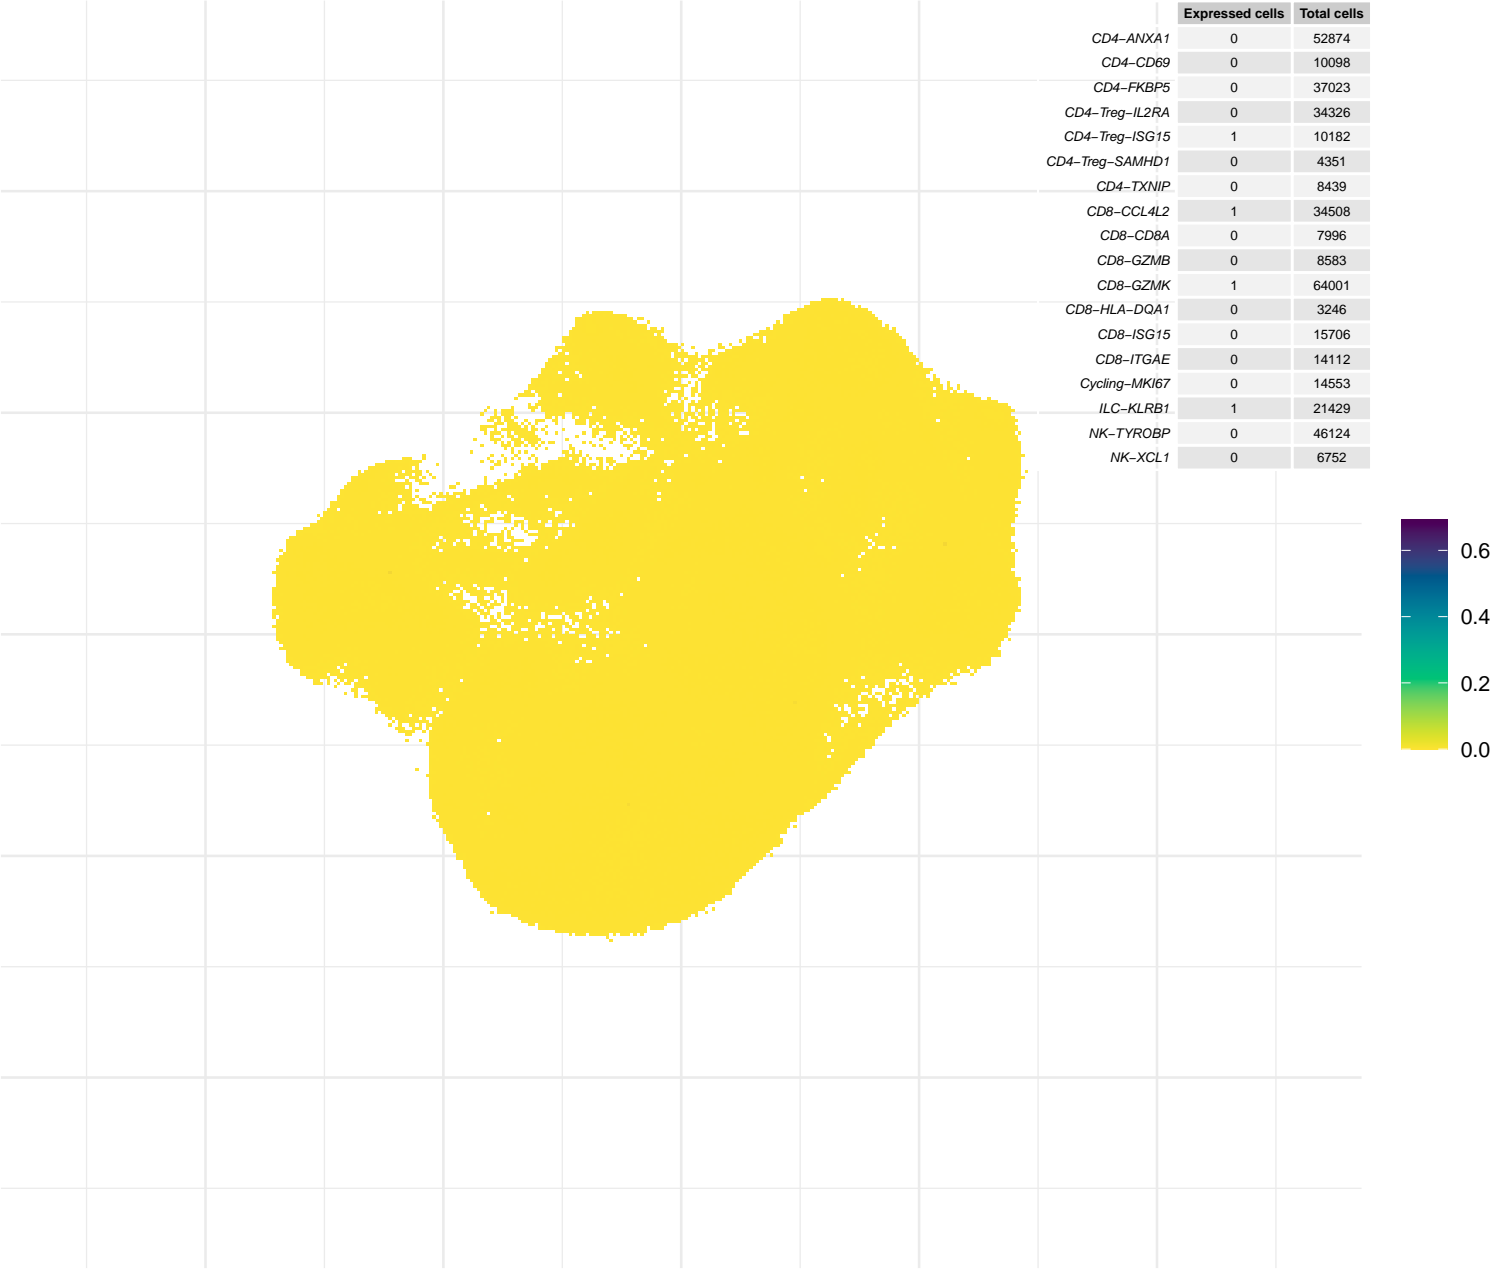 Expressed cells Total cells
CD4−ANXA1 0 52874
CD4−CD69 0 10098
CD4−FKBP5 0 37023
CD4−Treg−IL2RA 0 34326
CD4−Treg−ISG15 1 10182
CD4−Treg−SAMHD1 0 4351
CD4−TXNIP 0 8439
CD8−CCL4L2 1 34508
CD8−CD8A 0 7996
CD8−GZMB 0 8583
CD8−GZMK 1 64001
CD8−HLA−DQA1 0 3246
CD8−ISG15 0 15706
CD8−ITGAE 0 14112
Cycling−MKI67 0 14553
ILC−KLRB1 1 21429
NK−TYROBP 0 46124
NK−XCL1 0 6752
0.6
0.4
0.2
0.0